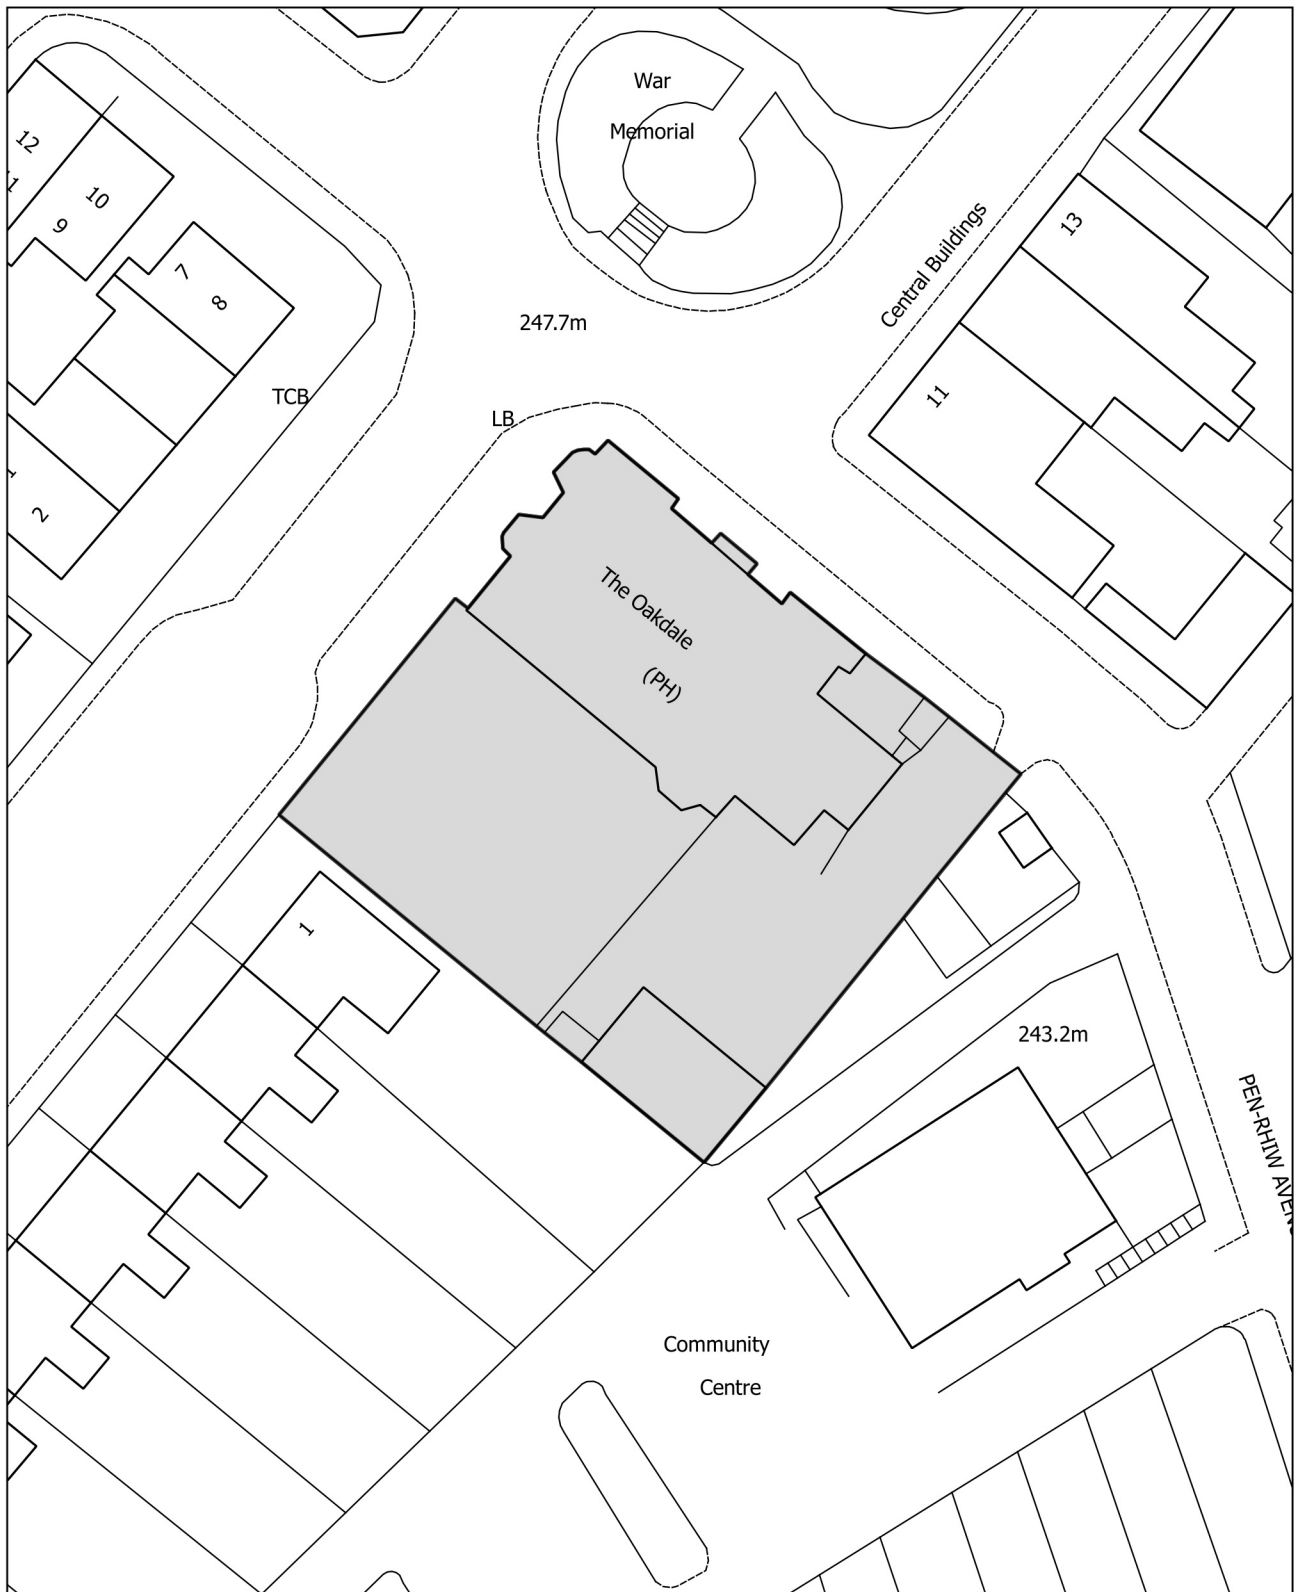 War
Memorial
12
10
9
7
8
13
Central Buildings
247.7m
11
TCB
LB
2
The Oakdale
(PH)
1
243.2m
Community
Centre